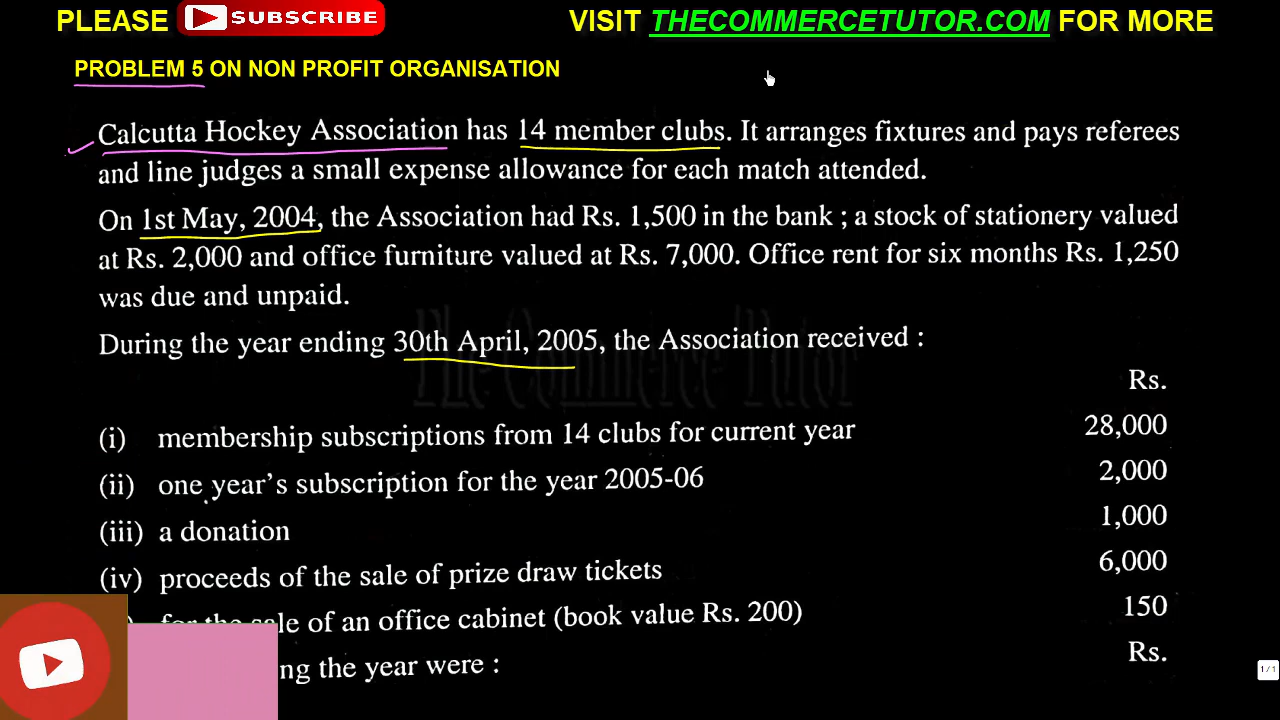 PLEASE SUBSCRIBE VISIT THECOMMERCETUTOR.COM FOR MORE
PROBLEM 5 ON NON PROFIT ORGANISATION
Calcutta Hockey Association has 14 member clubs. It arranges fixtures and pays referees
and line judges a small expense allowance for each match attended.
On 1st May, 2004, the Association had Rs. 1,500 in the bank ; a stock of stationery valued
at Rs. 2,000 and office furniture valued at Rs. 7,000. Office rent for six months Rs. 1,250
was due and unpaid.
During the year ending 30th April, 2005, the Association received :
The Commerce Tutor
Rs.
(i) membership subscriptions from 14 clubs for current year 28,000
(ii) one year's subscription for the year 2005-06 2,000
(iii) a donation 1,000
(iv) proceeds of the sale of prize draw tickets 6,000
for the sale of an office cabinet (book value Rs. 200) 150
ng the year were : Rs.
1/1